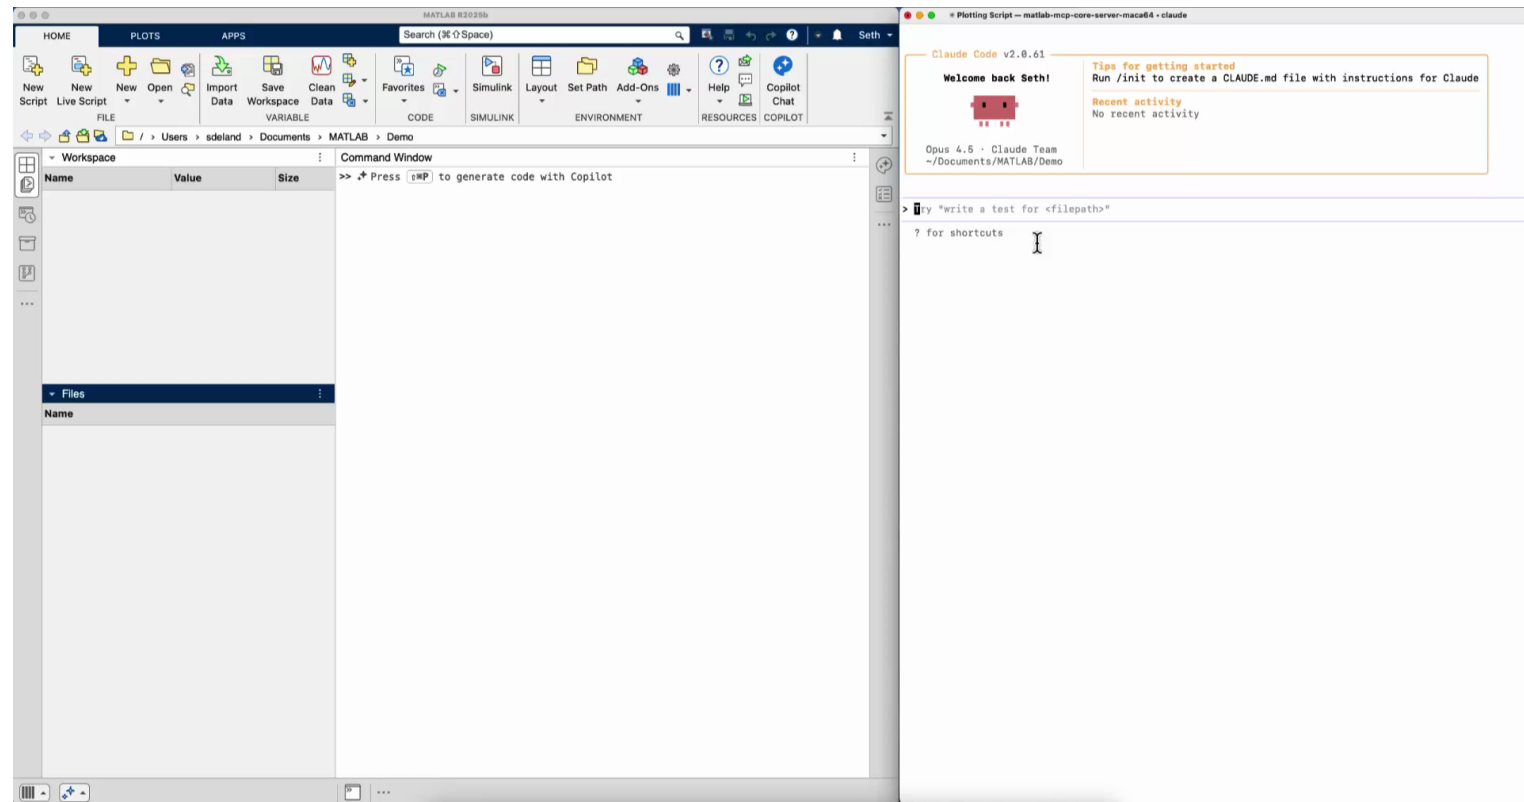 MATLAB R2025b
HOME PLOTS APPS
Search (⌘⇧Space)
Seth
New Script
New Live Script
New
Open
Import Data
Save Workspace
Clean Data
Favorites
Simulink
Layout
Set Path
Add-Ons
Help
Copilot Chat
FILE VARIABLE CODE SIMULINK ENVIRONMENT RESOURCES COPILOT
/ › Users › sdeland › Documents › MATLAB › Demo
Workspace
Name Value Size
Files
Name
Command Window
>> Press ⇧⌘P to generate code with Copilot
Plotting Script — matlab-mcp-core-server-maca64 ‹ claude
Claude Code v2.0.61
Welcome back Seth!
Opus 4.5 · Claude Team
~/Documents/MATLAB/Demo
Tips for getting started
Run /init to create a CLAUDE.md file with instructions for Claude
Recent activity
No recent activity
> Try "write a test for <filepath>"
? for shortcuts